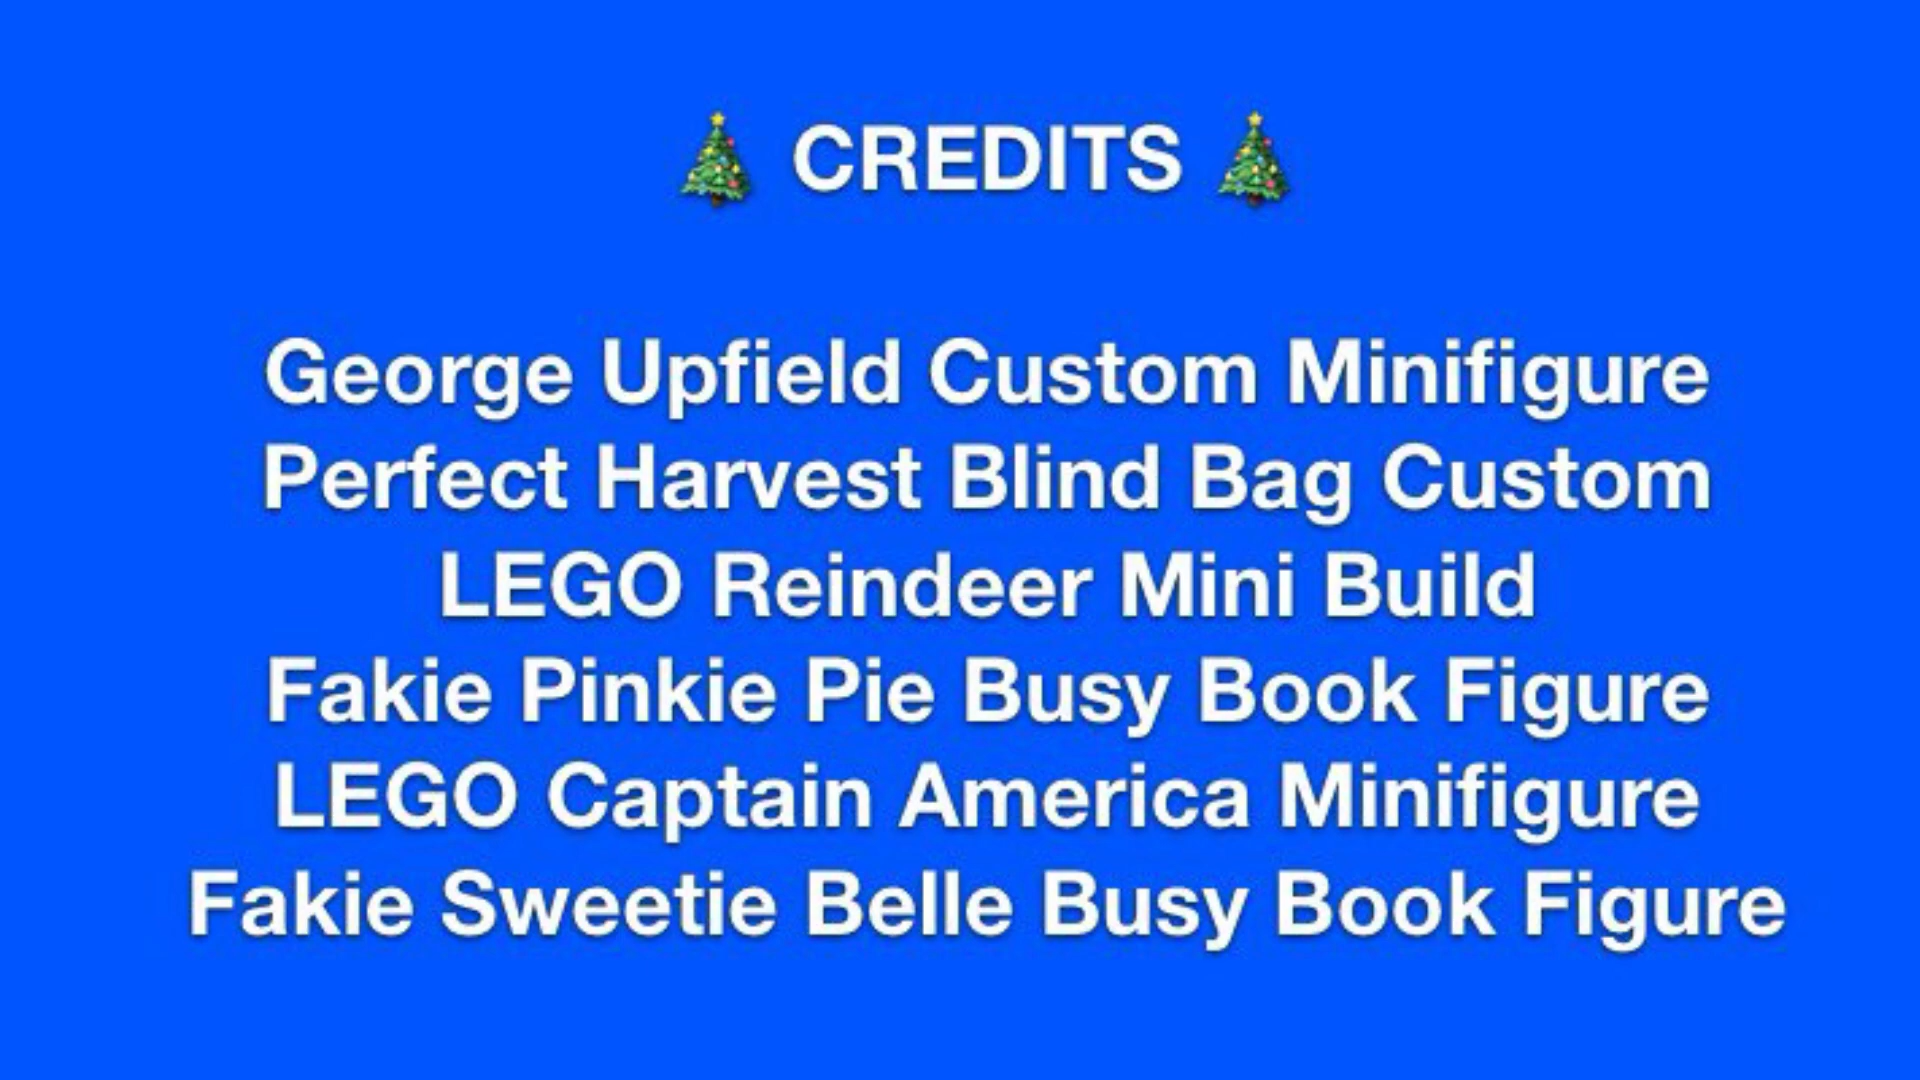 🎄 CREDITS 🎄
George Upfield Custom Minifigure
Perfect Harvest Blind Bag Custom
LEGO Reindeer Mini Build
Fakie Pinkie Pie Busy Book Figure
LEGO Captain America Minifigure
Fakie Sweetie Belle Busy Book Figure